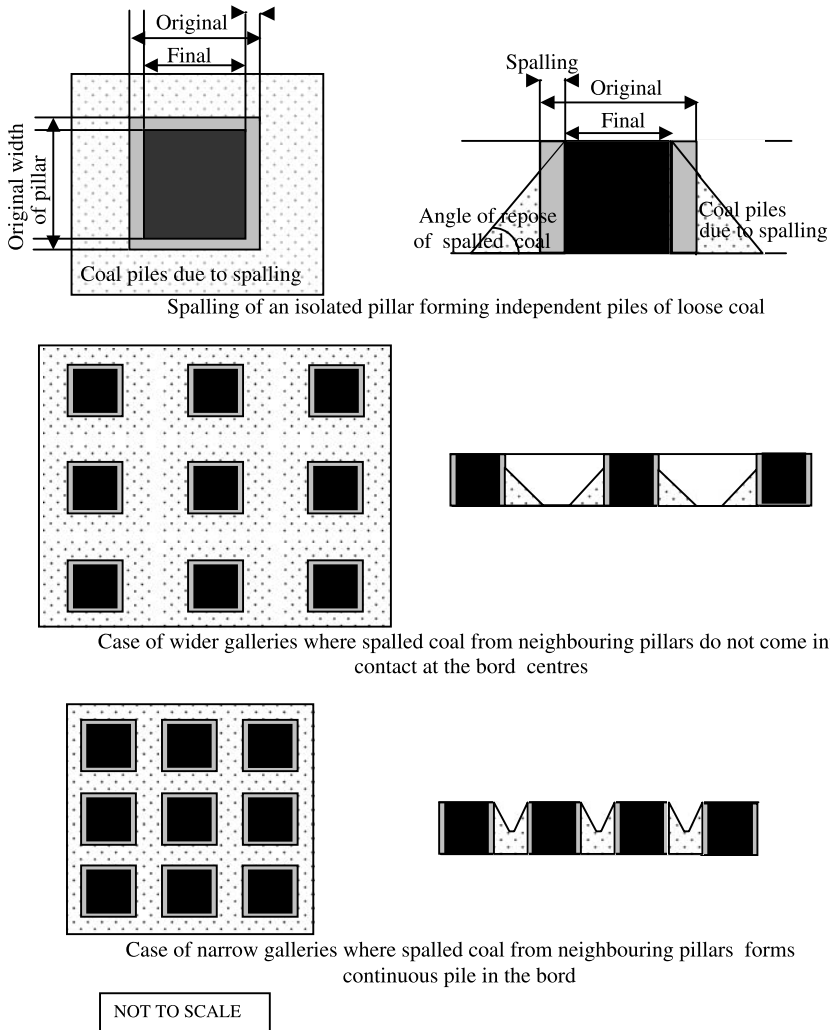 Original
Final
Original width
of pillar
Coal piles due to spalling
Spalling
Original
Final
Angle of repose
of spalled coal
Coal piles
due to spalling
Spalling of an isolated pillar forming independent piles of loose coal
Case of wider galleries where spalled coal from neighbouring pillars do not come in
contact at the bord centres
Case of narrow galleries where spalled coal from neighbouring pillars forms
continuous pile in the bord
NOT TO SCALE